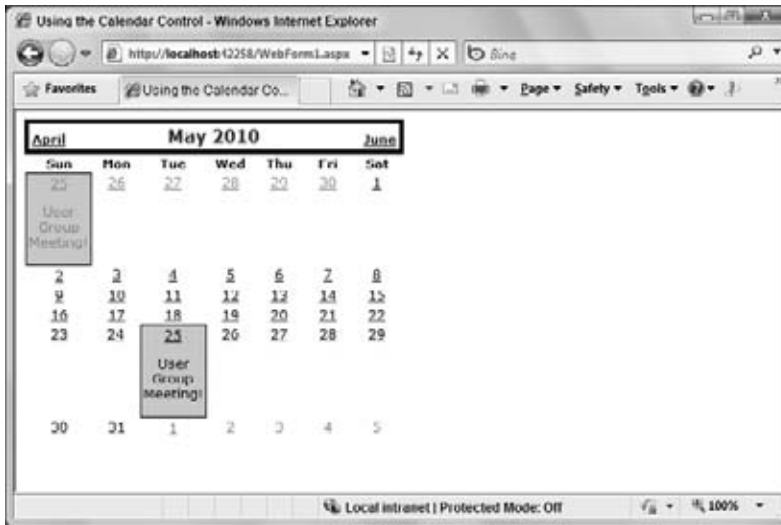 Using the Calendar Control - Windows Internet Explorer
http://localhost:42258/WebForm1.aspx
Bing
Favorites Using the Calendar Co... Page Safety Tools
April May 2010 June
Sun Mon Tue Wed Thu Fri Sat
25 26 27 28 29 30 1
User
Group
Meeting!
2 3 4 5 6 7 8
9 10 11 12 13 14 15
16 17 18 19 20 21 22
23 24 25 26 27 28 29
User
Group
Meeting!
30 31 1 2 3 4 5
Local intranet | Protected Mode: Off 100%